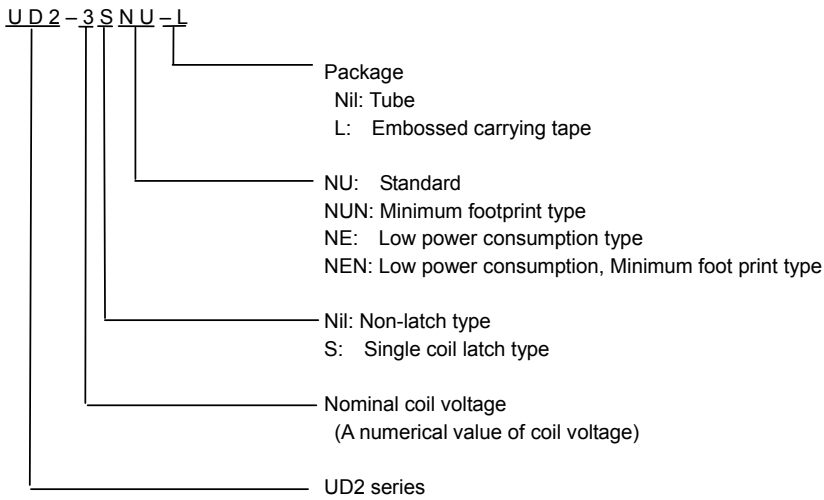 UD2–3SNU–L
Package
Nil: Tube
L: Embossed carrying tape
NU: Standard
NUN: Minimum footprint type
NE: Low power consumption type
NEN: Low power consumption, Minimum foot print type
Nil: Non-latch type
S: Single coil latch type
Nominal coil voltage
(A numerical value of coil voltage)
UD2 series